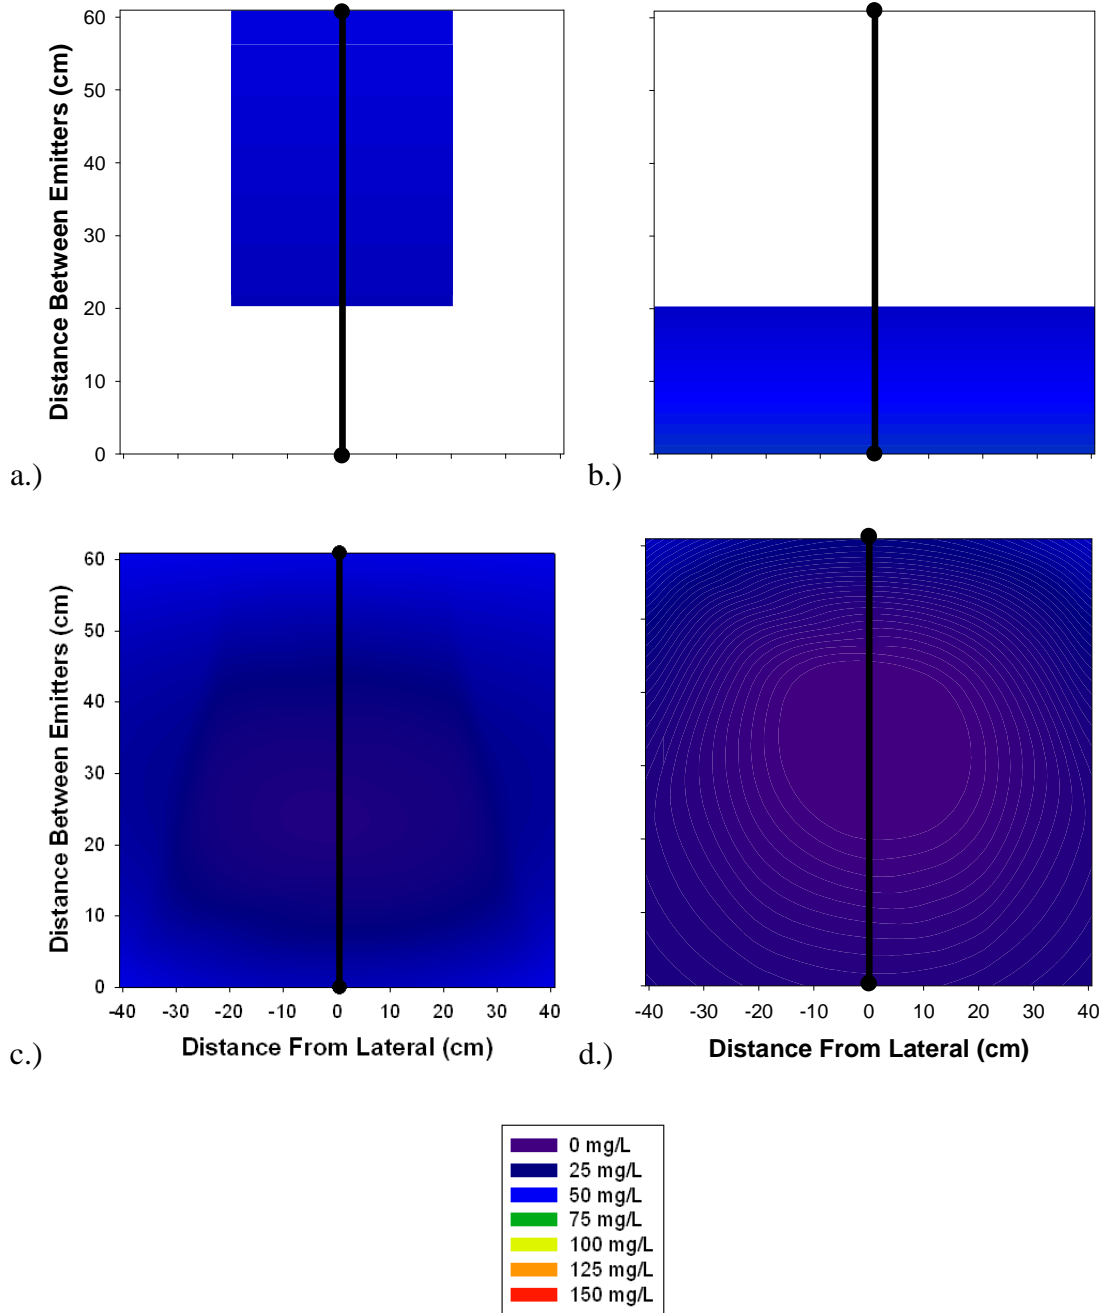 60
50
40
30
20
10
0
Distance Between Emitters (cm)
a.)
b.)
60
50
40
30
20
10
0
Distance Between Emitters (cm)
-40 -30 -20 -10 0 10 20 30 40
Distance From Lateral (cm)
c.)
-40 -30 -20 -10 0 10 20 30 40
Distance From Lateral (cm)
d.)
0 mg/L
25 mg/L
50 mg/L
75 mg/L
100 mg/L
125 mg/L
150 mg/L